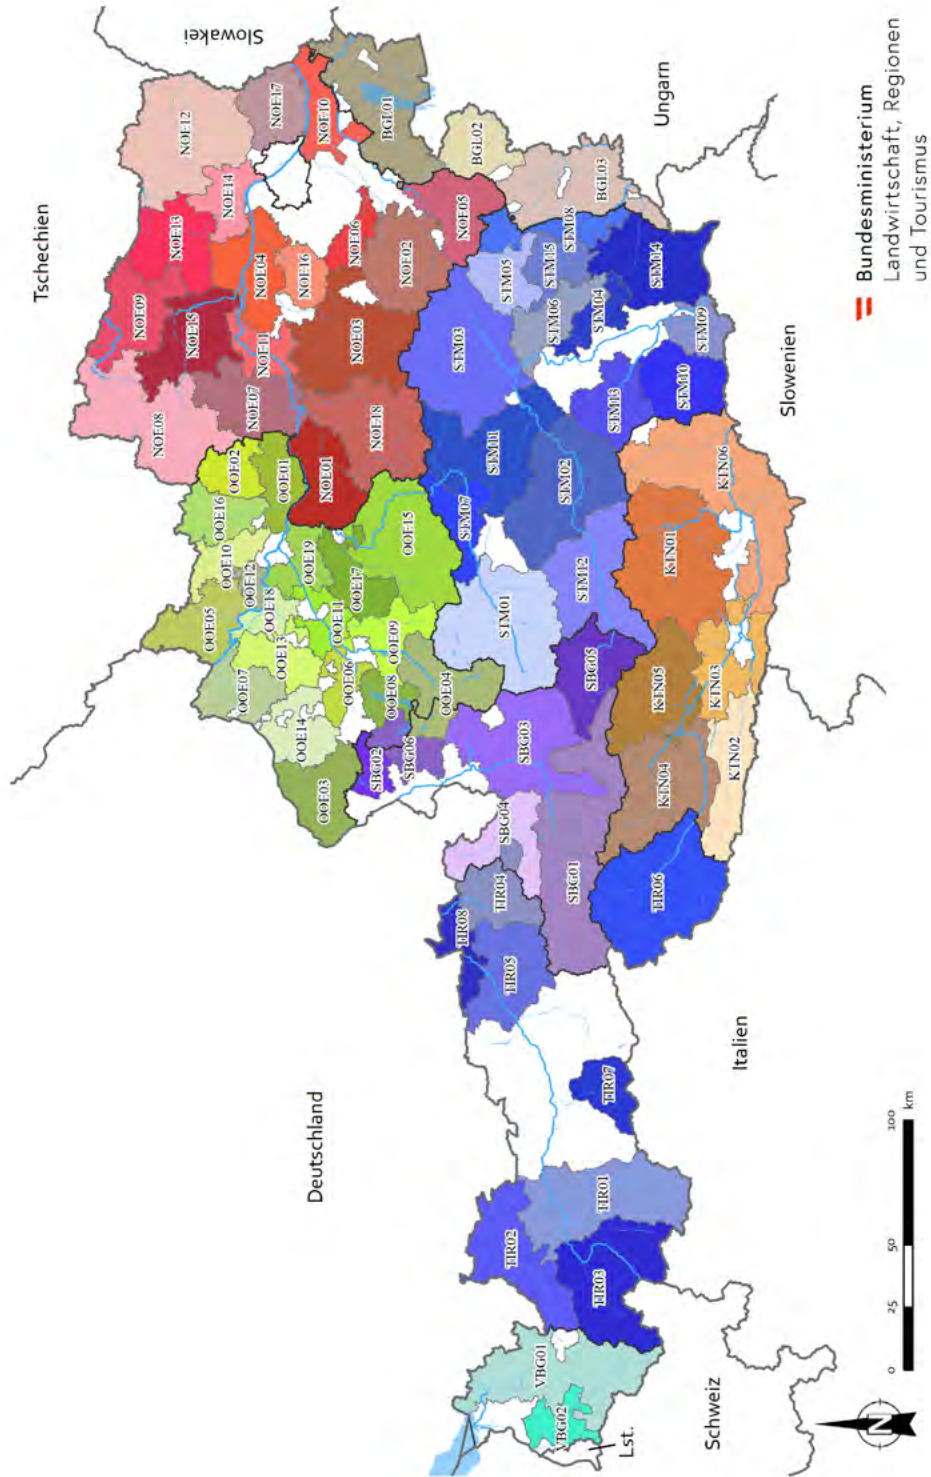 Tschechien
Slowakei
Deutschland
Ungarn
Slowenien
Italien
Schweiz
Lst.
NOE12
NOE17
NOE10
NOE14
NOE13
NOE09
NOE15
NOE08
NOE07
NOE11
NOE04
NOE16
NOE06
NOE05
NOE02
NOE03
NOE18
NOE01
BGL01
BGL02
BGL03
OOE02
OOE01
OOE16
OOE10
OOE12
OOE05
OOE18
OOE19
OOE17
OOE15
OOE11
OOE13
OOE07
OOE06
OOE09
OOE08
OOE04
OOE14
OOE03
SBG02
SBG06
SBG03
SBG05
SBG04
SBG01
STM05
STM15
STM08
STM14
STM06
STM04
STM09
STM03
STM13
STM10
STM11
STM02
STM07
STM12
STM01
KTN06
KTN01
KTN05
KTN03
KTN04
KTN02
TIR06
TIR04
TIR08
TIR05
TIR07
TIR01
TIR02
TIR03
VBG01
VBG02
N
0 25 50 100
km
Bundesministerium
Landwirtschaft, Regionen
und Tourismus